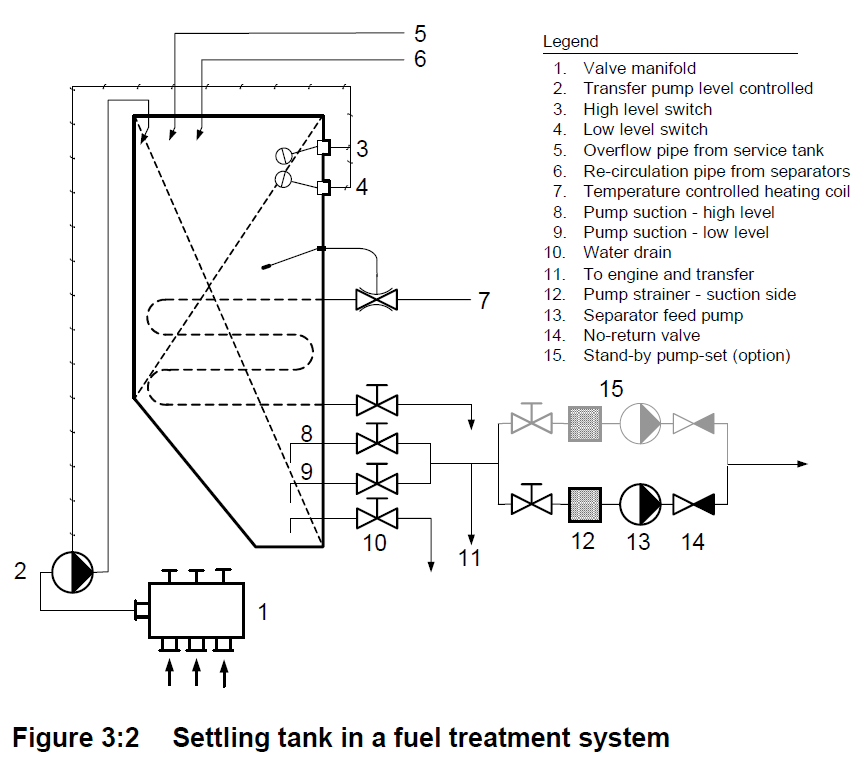 5
6
Legend
1. Valve manifold
2. Transfer pump level controlled
3. High level switch
4. Low level switch
5. Overflow pipe from service tank
6. Re-circulation pipe from separators
7. Temperature controlled heating coil
8. Pump suction - high level
9. Pump suction - low level
10. Water drain
11. To engine and transfer
12. Pump strainer - suction side
13. Separator feed pump
14. No-return valve
15. Stand-by pump-set (option)
3
4
7
15
8
9
10
11
12
13
14
2
1
Figure 3:2 Settling tank in a fuel treatment system